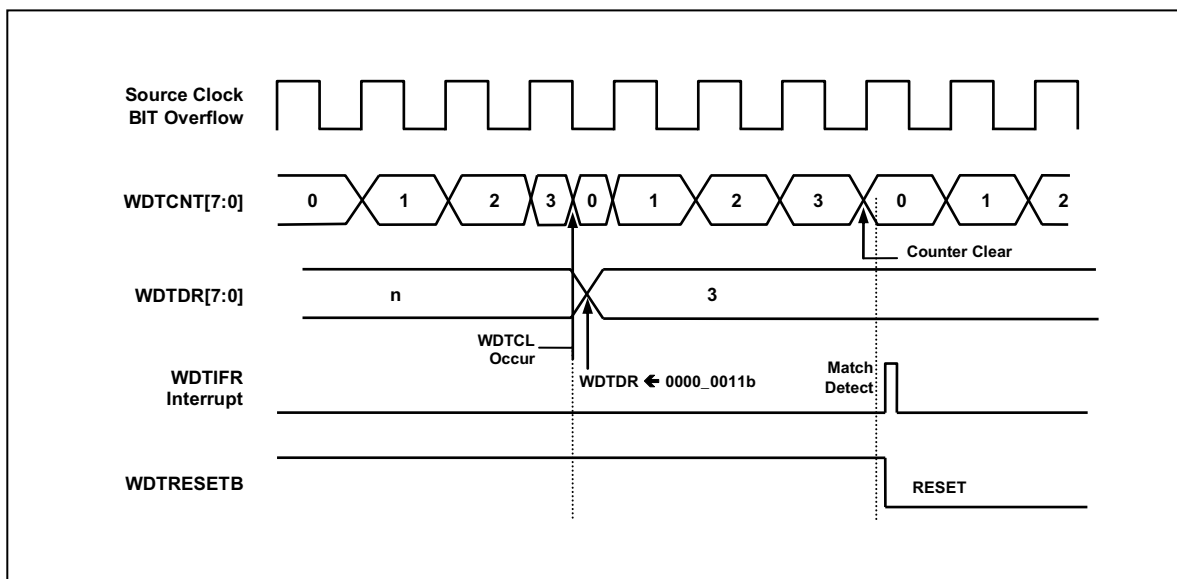 Source Clock
BIT Overflow
WDTCNT[7:0]
0 1 2 3 0 1 2 3 0 1 2
Counter Clear
WDTDR[7:0]
n 3
WDTCL
Occur
WDTDR 🡸 0000_0011b
Match
Detect
WDTIFR
Interrupt
WDTRESETB
RESET